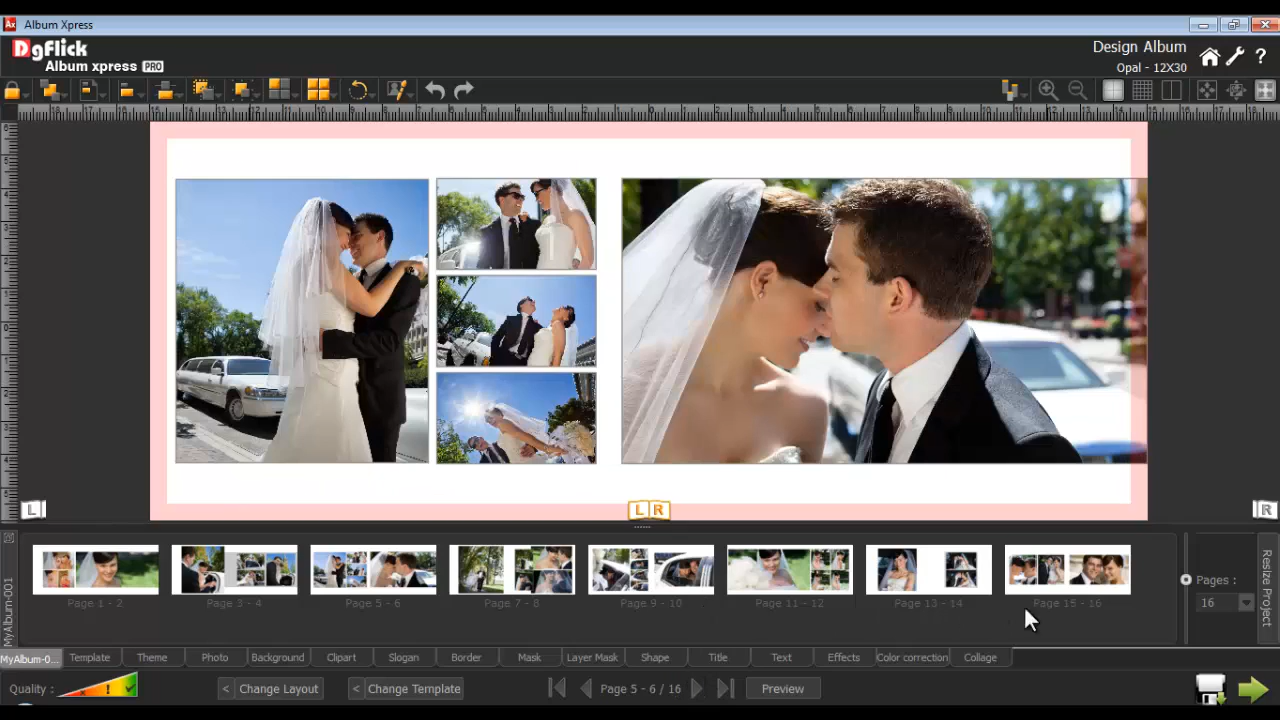 Album Xpress
DgFlick
Album xpress PRO
Design Album
Opal - 12X30
L
L R
R
MyAlbum-001
Page 1 - 2
Page 3 - 4
Page 5 - 6
Page 7 - 8
Page 9 - 10
Page 11 - 12
Page 13 - 14
Page 15 - 16
Pages :
16
Resize Project
MyAlbum-0...
Template
Theme
Photo
Background
Clipart
Slogan
Border
Mask
Layer Mask
Shape
Title
Text
Effects
Color correction
Collage
Quality :
< Change Layout
< Change Template
Page 5 - 6 / 16
Preview